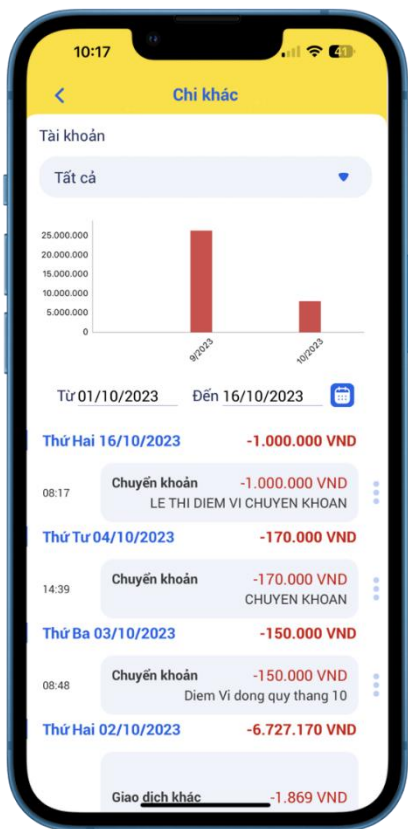 10:17
41
Chi khác
Tài khoản
Tất cả
25.000.000
20.000.000
15.000.000
10.000.000
5.000.000
0
9/2023
10/2023
Từ 01/10/2023 Đến 16/10/2023
Thứ Hai 16/10/2023 -1.000.000 VND
Chuyển khoản -1.000.000 VND
08:17
LE THI DIEM VI CHUYEN KHOAN
Thứ Tư 04/10/2023 -170.000 VND
Chuyển khoản -170.000 VND
14:39
CHUYEN KHOAN
Thứ Ba 03/10/2023 -150.000 VND
Chuyển khoản -150.000 VND
08:48
Diem Vi dong quy thang 10
Thứ Hai 02/10/2023 -6.727.170 VND
Giao dịch khác -1.869 VND